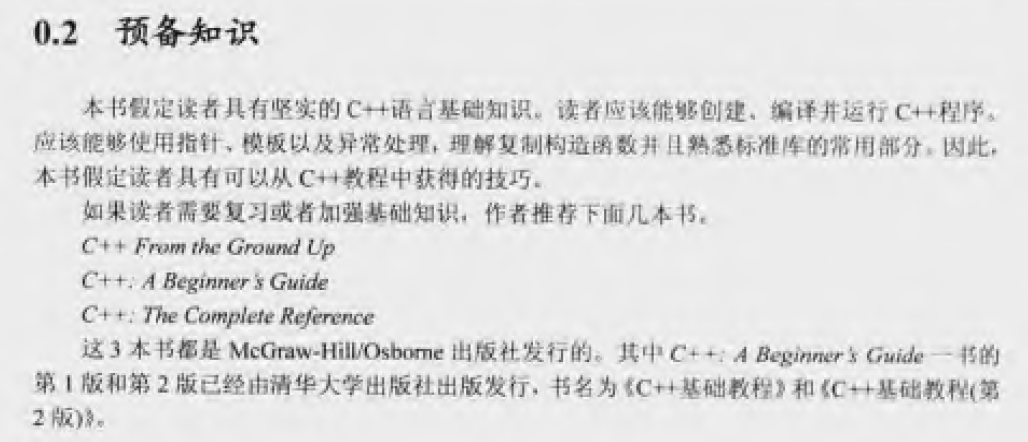 0.2 预备知识
本书假定读者具有坚实的 C++语言基础知识。读者应该能够创建、编译并运行 C++程序。
应该能够使用指针、模板以及异常处理，理解复制构造函数并且熟悉标准库的常用部分。因此，
本书假定读者具有可以从 C++教程中获得的技巧。
如果读者需要复习或者加强基础知识，作者推荐下面几本书。
C++ From the Ground Up
C++: A Beginner's Guide
C++: The Complete Reference
这 3 本书都是 McGraw-Hill/Osborne 出版社发行的。其中 C++: A Beginner's Guide 一书的
第 1 版和第 2 版已经由清华大学出版社出版发行，书名为《C++基础教程》和《C++基础教程(第
2 版)》。